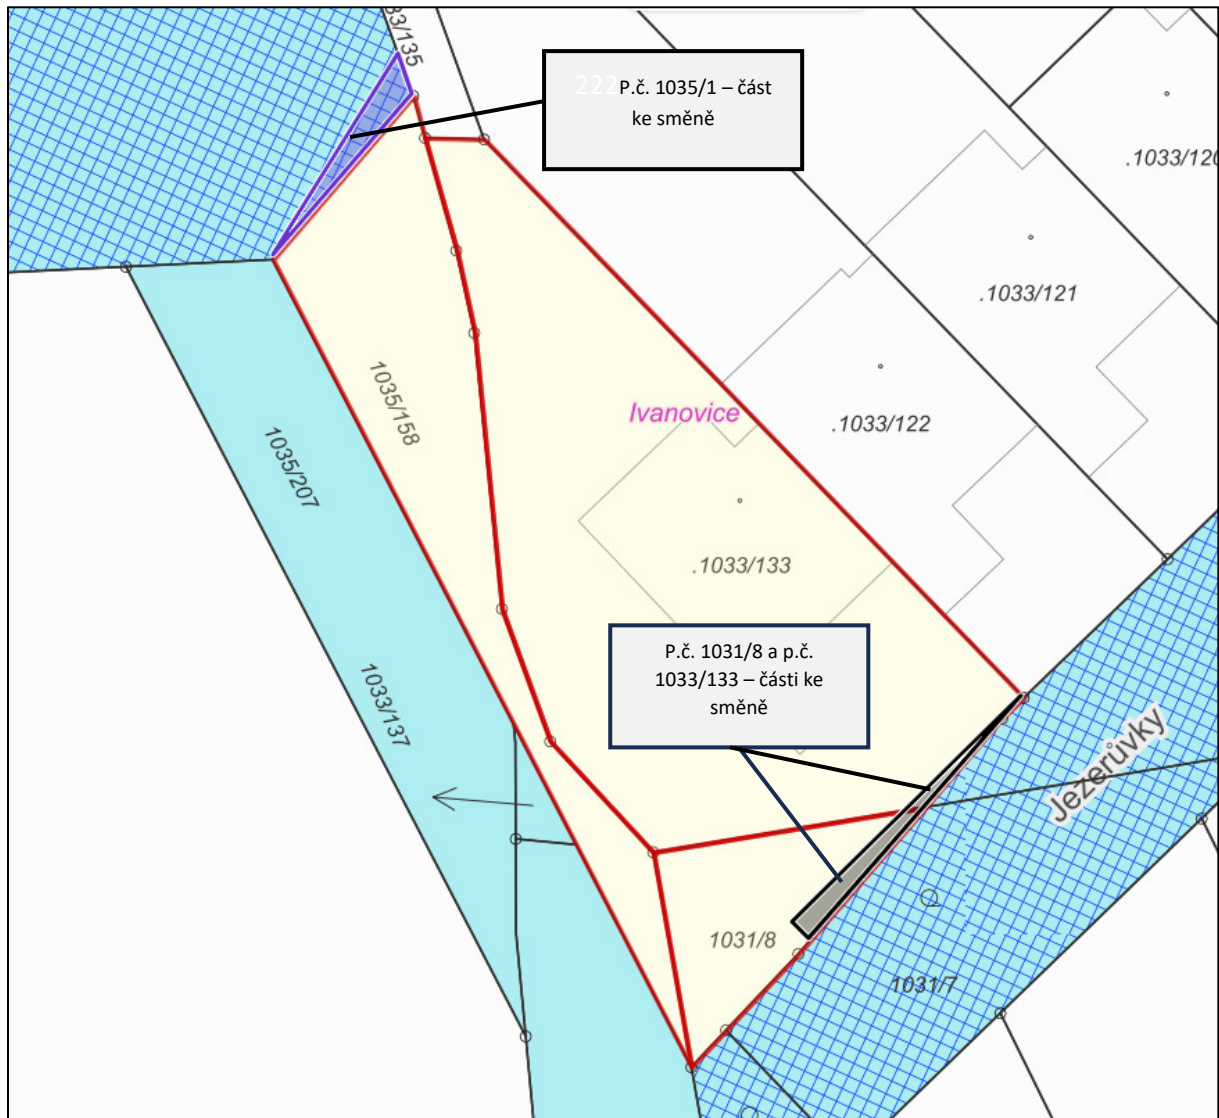 33/135
222P.č. 1035/1 – část
ke směně
.1033/120
.1033/121
1035/158
Ivanovice
.1033/122
1035/207
.1033/133
P.č. 1031/8 a p.č.
1033/133 – části ke
směně
1033/137
Jezerůvky
1031/8
1031/7